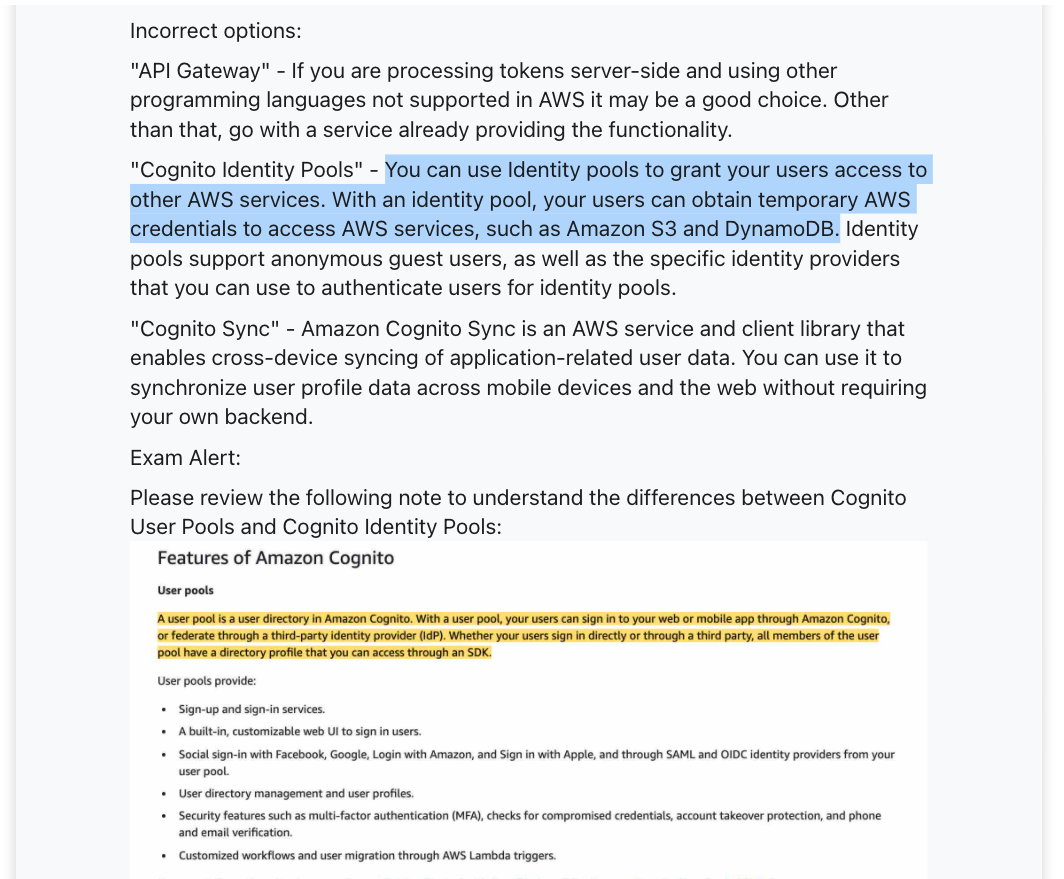 Incorrect options:
"API Gateway" - If you are processing tokens server-side and using other
programming languages not supported in AWS it may be a good choice. Other
than that, go with a service already providing the functionality.
"Cognito Identity Pools" - You can use Identity pools to grant your users access to
other AWS services. With an identity pool, your users can obtain temporary AWS
credentials to access AWS services, such as Amazon S3 and DynamoDB. Identity
pools support anonymous guest users, as well as the specific identity providers
that you can use to authenticate users for identity pools.
"Cognito Sync" - Amazon Cognito Sync is an AWS service and client library that
enables cross-device syncing of application-related user data. You can use it to
synchronize user profile data across mobile devices and the web without requiring
your own backend.
Exam Alert:
Please review the following note to understand the differences between Cognito
User Pools and Cognito Identity Pools:
Features of Amazon Cognito
User pools
A user pool is a user directory in Amazon Cognito. With a user pool, your users can sign in to your web or mobile app through Amazon Cognito,
or federate through a third-party identity provider (IdP). Whether your users sign in directly or through a third party, all members of the user
pool have a directory profile that you can access through an SDK.
User pools provide:
• Sign-up and sign-in services.
• A built-in, customizable web UI to sign in users.
• Social sign-in with Facebook, Google, Login with Amazon, and Sign in with Apple, and through SAML and OIDC identity providers from your
user pool.
• User directory management and user profiles.
• Security features such as multi-factor authentication (MFA), checks for compromised credentials, account takeover protection, and phone
and email verification.
• Customized workflows and user migration through AWS Lambda triggers.